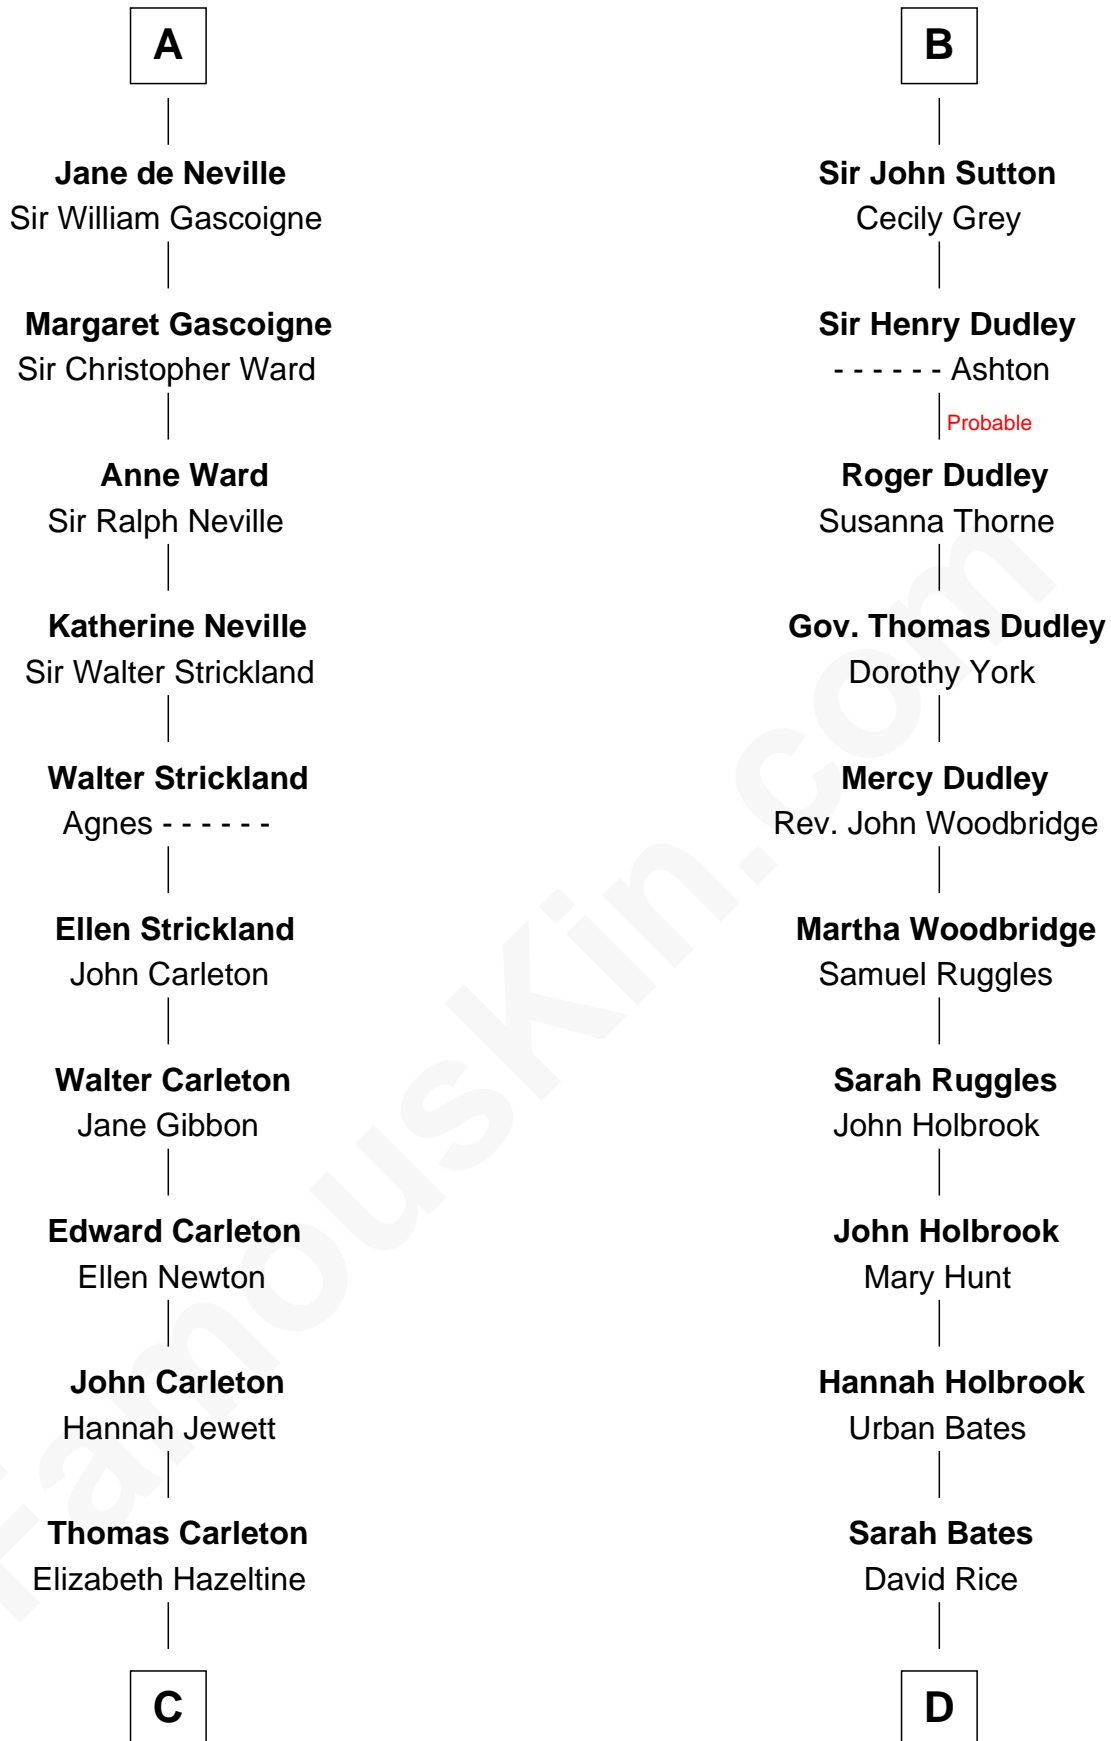 A
Jane de Neville
Sir William Gascoigne
Margaret Gascoigne
Sir Christopher Ward
Anne Ward
Sir Ralph Neville
Katherine Neville
Sir Walter Strickland
Walter Strickland
Agnes - - - - - -
Ellen Strickland
John Carleton
Walter Carleton
Jane Gibbon
Edward Carleton
Ellen Newton
John Carleton
Hannah Jewett
Thomas Carleton
Elizabeth Hazeltine
C
B
Sir John Sutton
Cecily Grey
Sir Henry Dudley
- - - - - - Ashton
Probable
Roger Dudley
Susanna Thorne
Gov. Thomas Dudley
Dorothy York
Mercy Dudley
Rev. John Woodbridge
Martha Woodbridge
Samuel Ruggles
Sarah Ruggles
John Holbrook
John Holbrook
Mary Hunt
Hannah Holbrook
Urban Bates
Sarah Bates
David Rice
D
FamousKin.com